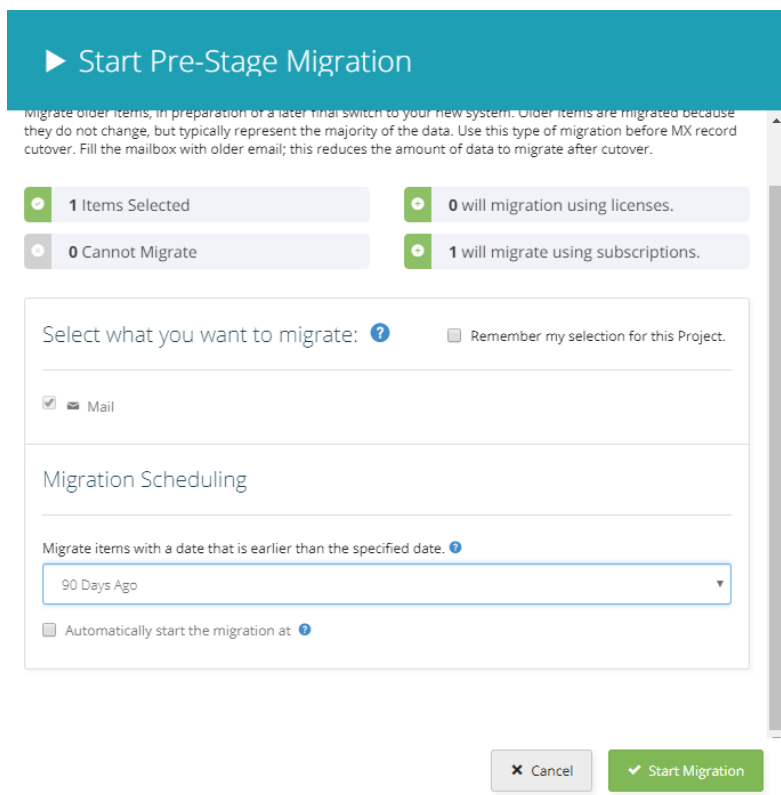 Start Pre-Stage Migration
Migrate older items, in preparation of a later final switch to your new system. Older items are migrated because
they do not change, but typically represent the majority of the data. Use this type of migration before MX record
cutover. Fill the mailbox with older email; this reduces the amount of data to migrate after cutover.
1 Items Selected
0 will migration using licenses.
0 Cannot Migrate
1 will migrate using subscriptions.
Select what you want to migrate: ?
Remember my selection for this Project.
Mail
Migration Scheduling
Migrate items with a date that is earlier than the specified date. ?
90 Days Ago
Automatically start the migration at ?
Cancel
Start Migration